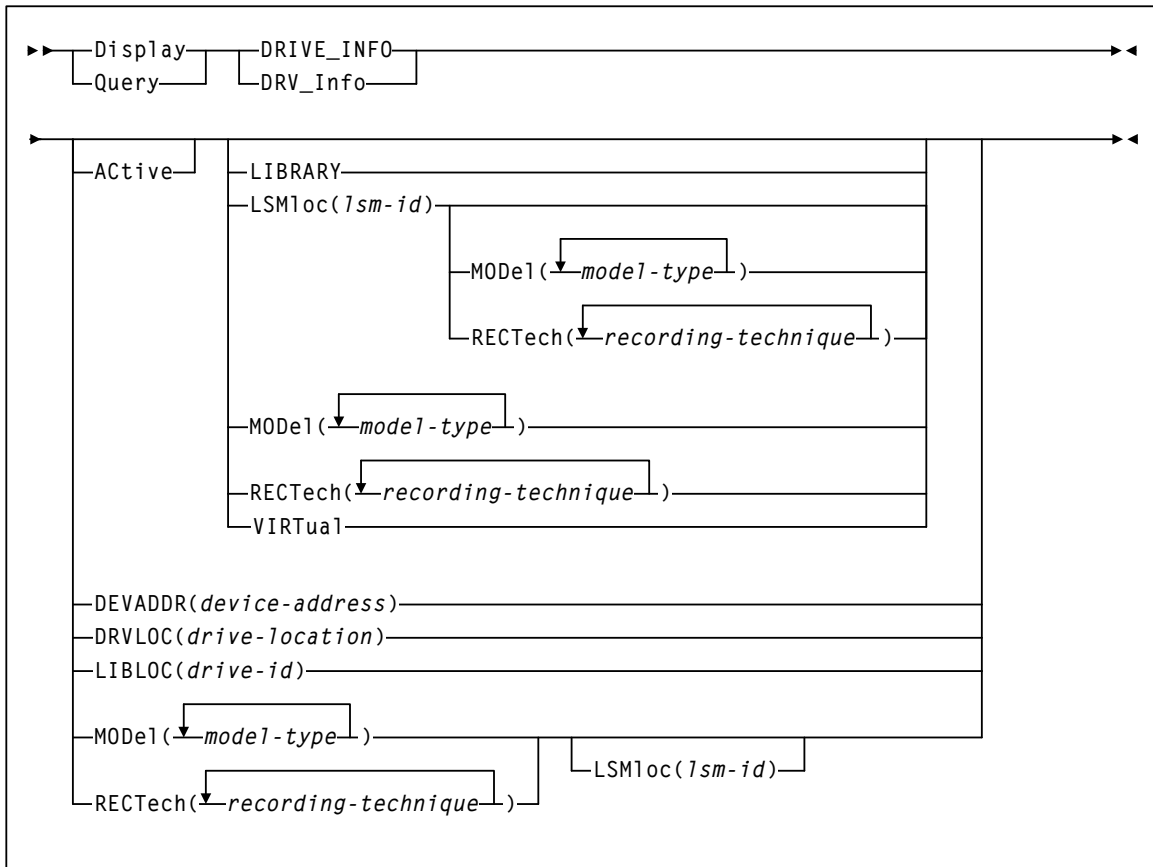 Display DRIVE_INFO
Query DRV_Info
ACtive LIBRARY
LSMloc(lsm-id)
MODel(model-type)
RECTech(recording-technique)
MODel(model-type)
RECTech(recording-technique)
VIRTual
DEVADDR(device-address)
DRVLOC(drive-location)
LIBLOC(drive-id)
MODel(model-type)
LSMloc(lsm-id)
RECTech(recording-technique)